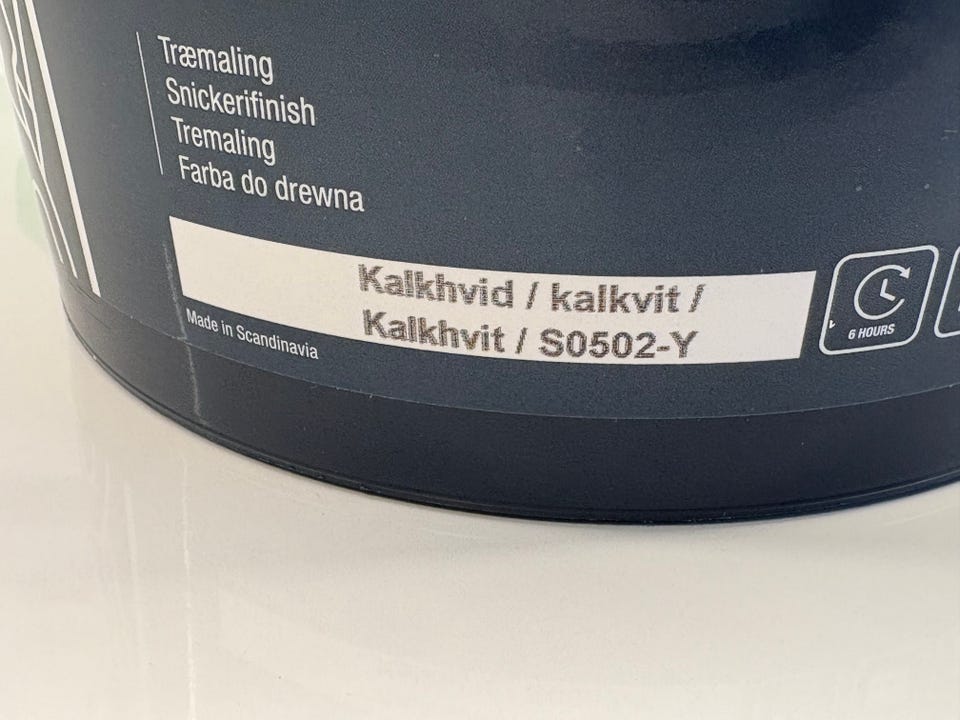 Træmaling
Snickerifinish
Tremaling
Farba do drewna
Kalkhvid / kalkvit /
Kalkhvit / S0502-Y
Made in Scandinavia
6 HOURS